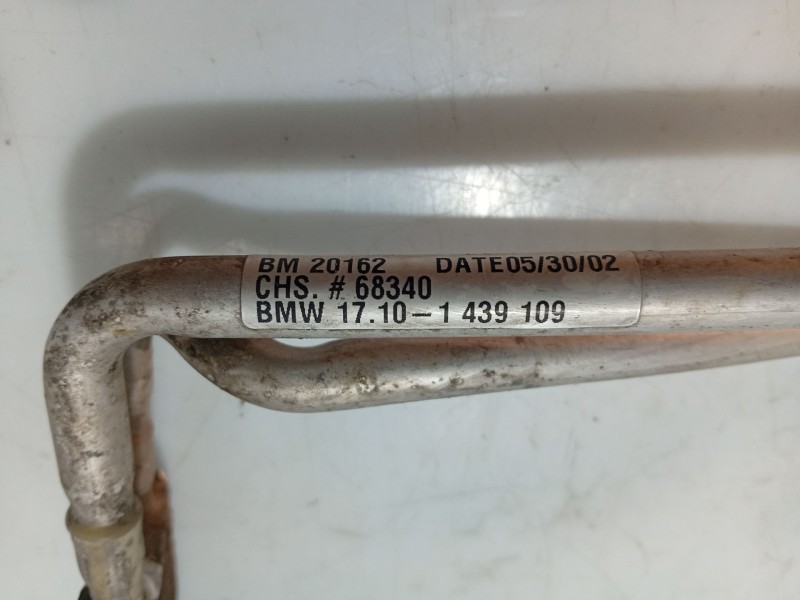 BM 20162 DATE05/30/02
CHS. # 68340
BMW 17.10-1 439 109